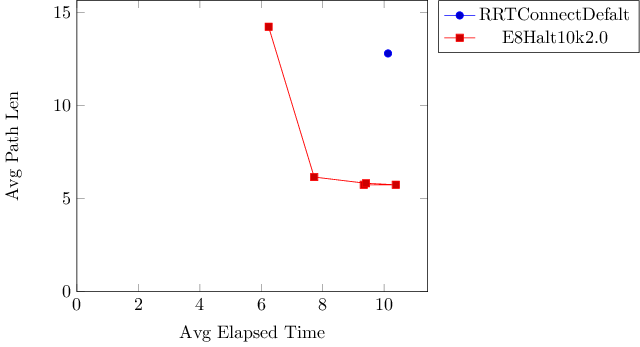 15
10
5
0
0 2 4 6 8 10
Avg Path Len
Avg Elapsed Time
RRTConnectDefalt
E8Halt10k2.0